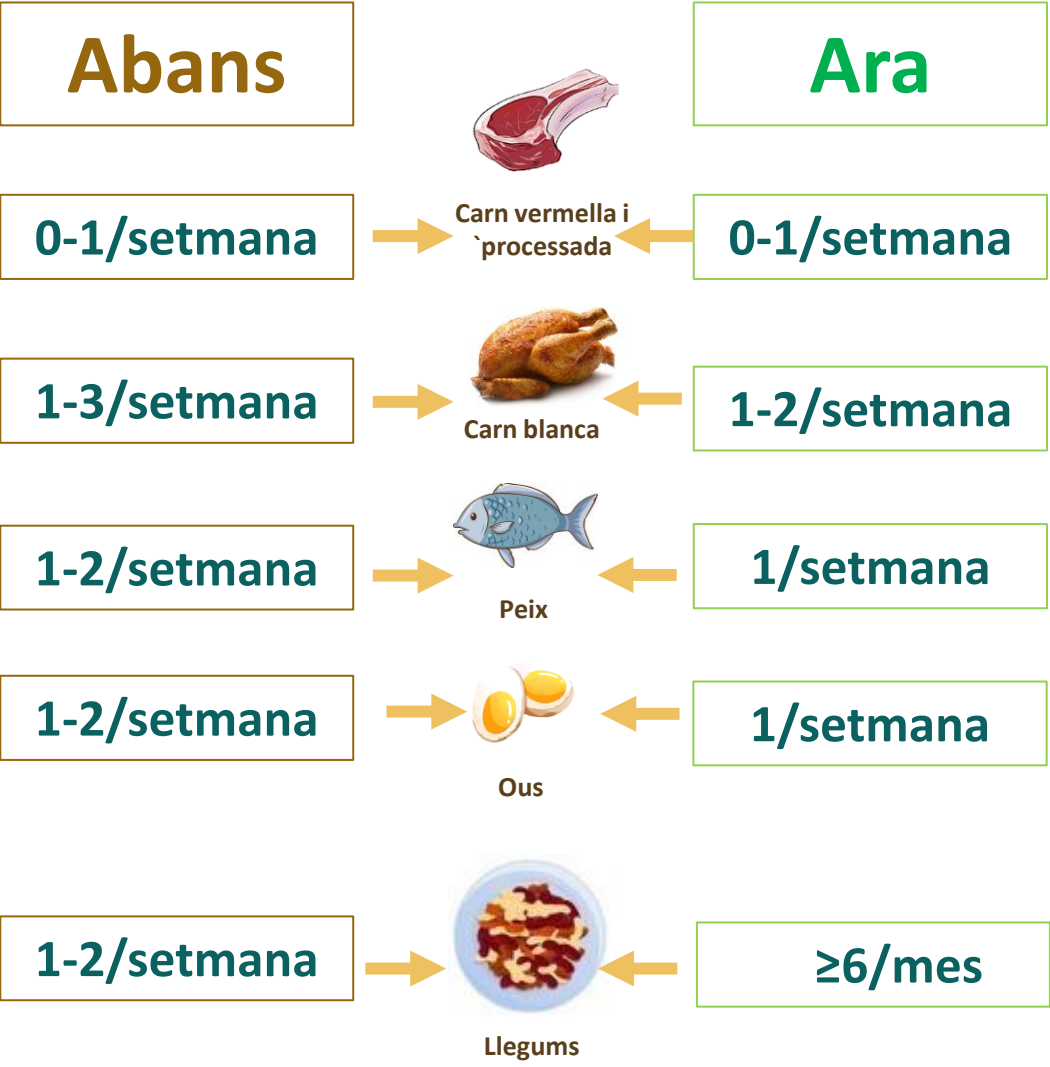 Abans
Ara
0-1/setmana
Carn vermella i
`processada
0-1/setmana
1-3/setmana
Carn blanca
1-2/setmana
1-2/setmana
Peix
1/setmana
1-2/setmana
Ous
1/setmana
1-2/setmana
Llegums
≥6/mes